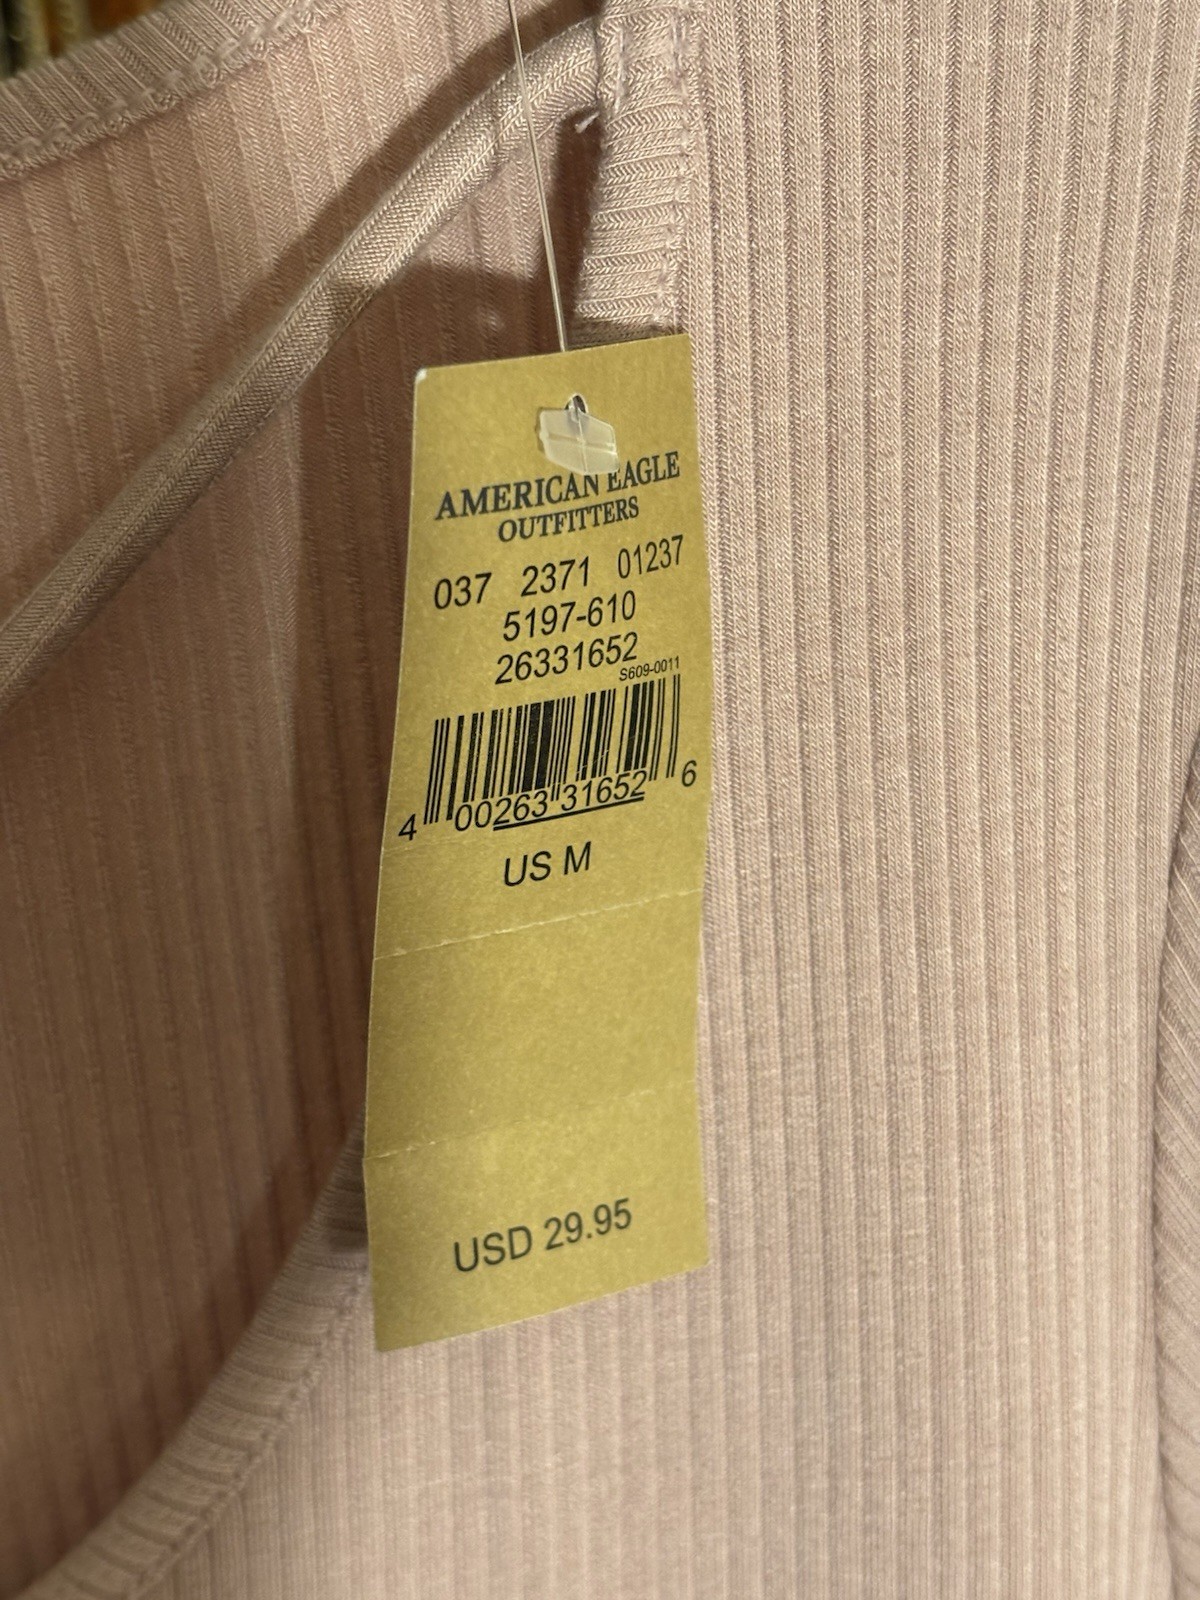 AMERICAN EAGLE
OUTFITTERS
037 2371 01237
5197-610
26331652
S609-0011
4 00263 31652 6
US M
USD 29.95